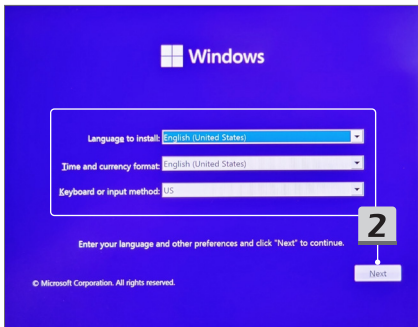 Windows
Language to install: English (United States)
Time and currency format: English (United States)
Keyboard or input method: US
2
Enter your language and other preferences and click "Next" to continue.
Next
© Microsoft Corporation. All rights reserved.